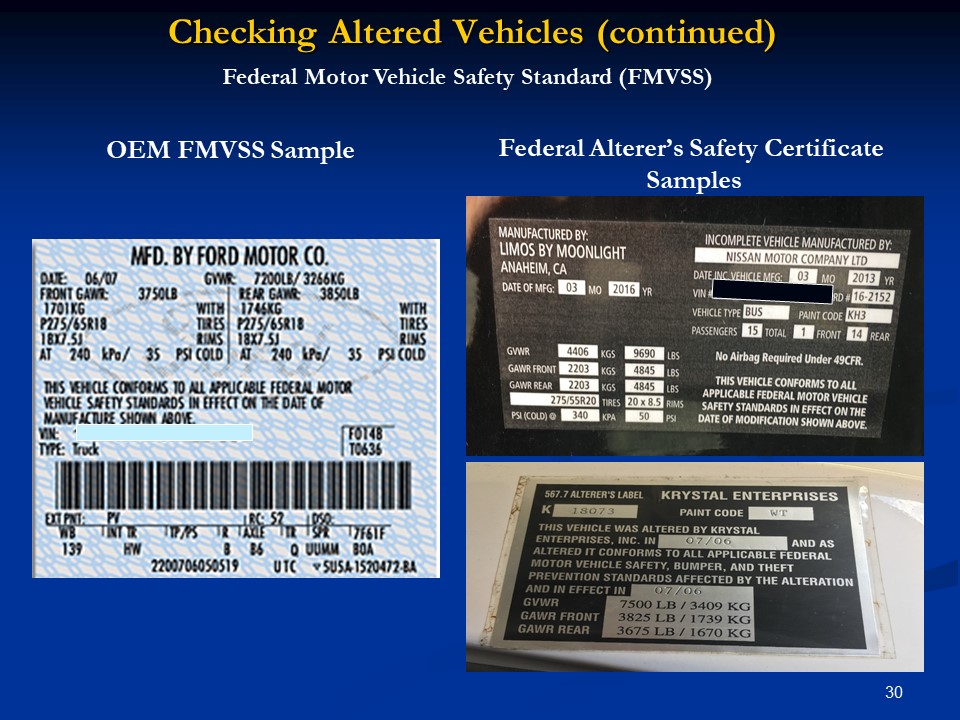 Checking Altered Vehicles (continued)
Federal Motor Vehicle Safety Standard (FMVSS)
OEM FMVSS Sample
MFD. BY FORD MOTOR CO.
DATE: 06/07 GVWR: 7200LB/ 3266KG
FRONT GAWR: 3750LB REAR GAWR: 3850LB
1701KG WITH 1746KG WITH
P275/65R18 TIRES P275/65R18 TIRES
18X7.5J RIMS 18X7.5J RIMS
AT 240 kPa/ 35 PSI COLD AT 240 kPa/ 35 PSI COLD
THIS VEHICLE CONFORMS TO ALL APPLICABLE FEDERAL MOTOR
VEHICLE SAFETY STANDARDS IN EFFECT ON THE DATE OF
MANUFACTURE SHOWN ABOVE.
VIN: F0148
TYPE: Truck T0636
EXT PNT: PV RC: 52 DSO:
WB INT TR TP/PS R AXLE TR SPR 7F61F
139 HW B B6 Q UUMM BOA
2200706050519 UTC 5U5A-1520472-BA
Federal Alterer’s Safety Certificate
Samples
MANUFACTURED BY:
LIMOS BY MOONLIGHT
ANAHEIM, CA
DATE OF MFG: 03 MO 2016 YR
INCOMPLETE VEHICLE MANUFACTURED BY:
NISSAN MOTOR COMPANY LTD
DATE INC. VEHICLE MFG: 03 MO 2013 YR
VIN # RD # 16-2152
VEHICLE TYPE BUS PAINT CODE KH3
PASSENGERS 15 TOTAL 1 FRONT 14 REAR
GVWR 4406 KGS 9690 LBS
GAWR FRONT 2203 KGS 4845 LBS
GAWR REAR 2203 KGS 4845 LBS
275/55R20 TIRES 20 x 8.5 RIMS
PSI (COLD) @ 340 KPA 50 PSI
No Airbag Required Under 49CFR.
THIS VEHICLE CONFORMS TO ALL
APPLICABLE FEDERAL MOTOR VEHICLE
SAFETY STANDARDS IN EFFECT ON THE
DATE OF MODIFICATION SHOWN ABOVE.
567.7 ALTERER'S LABEL KRYSTAL ENTERPRISES
K 18073 PAINT CODE WT
THIS VEHICLE WAS ALTERED BY KRYSTAL
ENTERPRISES, INC. IN 07/06 AND AS
ALTERED IT CONFORMS TO ALL APPLICABLE FEDERAL
MOTOR VEHICLE SAFETY, BUMPER, AND THEFT
PREVENTION STANDARDS AFFECTED BY THE ALTERATION
AND IN EFFECT IN 07/06
GVWR 7500 LB / 3409 KG
GAWR FRONT 3825 LB / 1739 KG
GAWR REAR 3675 LB / 1670 KG
30